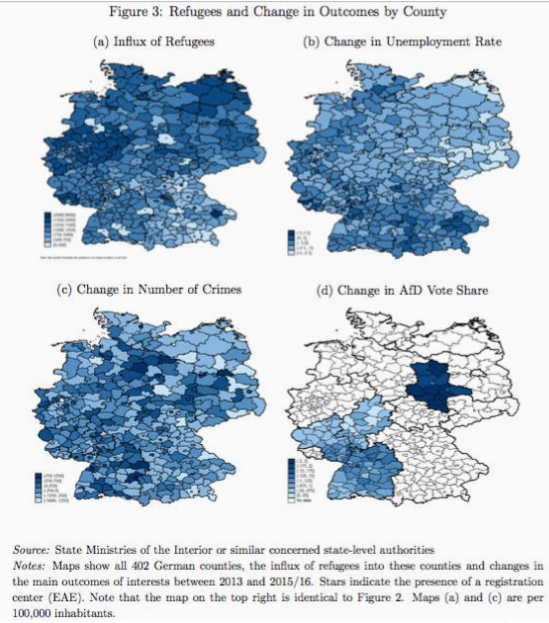 Figure 3: Refugees and Change in Outcomes by County
(a) Influx of Refugees
(b) Change in Unemployment Rate
(c) Change in Number of Crimes
(d) Change in AfD Vote Share
Source: State Ministries of the Interior or similar concerned state-level authorities
Notes: Maps show all 402 German counties, the influx of refugees into these counties and changes in
the main outcomes of interests between 2013 and 2015/16. Stars indicate the presence of a registration
center (EAE). Note that the map on the top right is identical to Figure 2. Maps (a) and (c) are per
100,000 inhabitants.